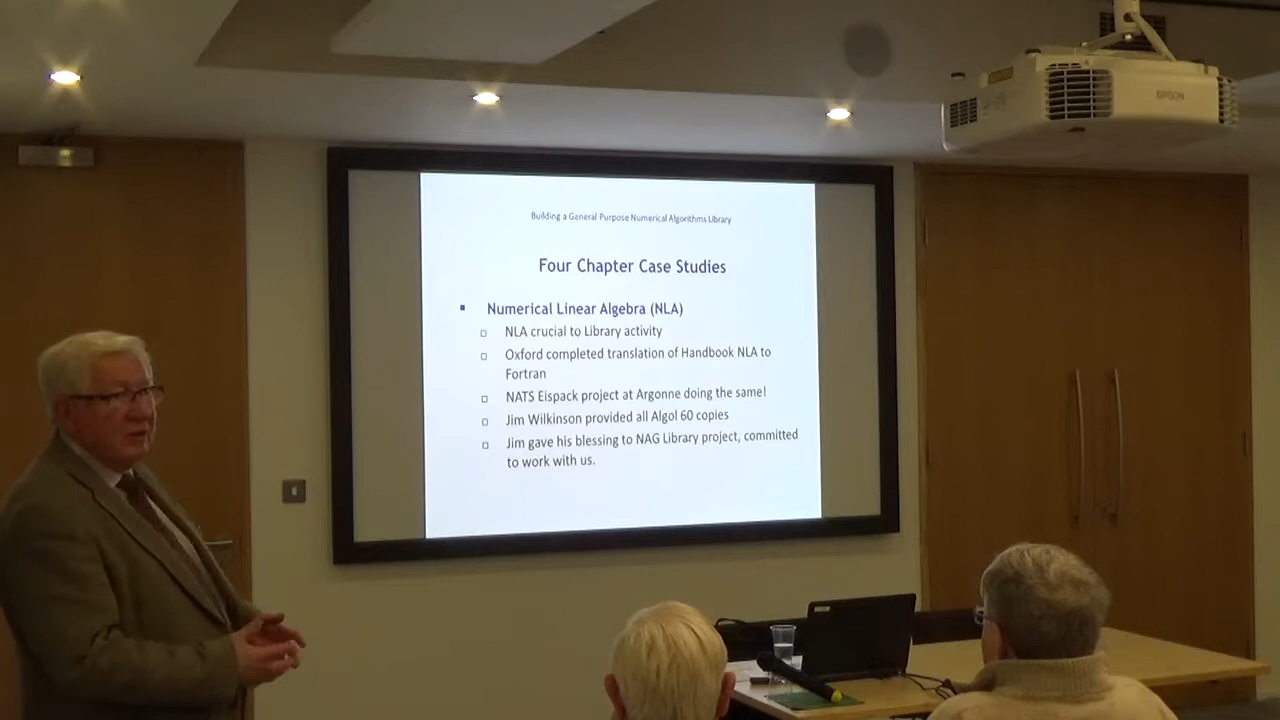 EPSON
Building a General Purpose Numerical Algorithms Library
Four Chapter Case Studies
Numerical Linear Algebra (NLA)
NLA crucial to Library activity
Oxford completed translation of Handbook NLA to
Fortran
NATS Eispack project at Argonne doing the same!
Jim Wilkinson provided all Algol 60 copies
Jim gave his blessing to NAG Library project, committed
to work with us.